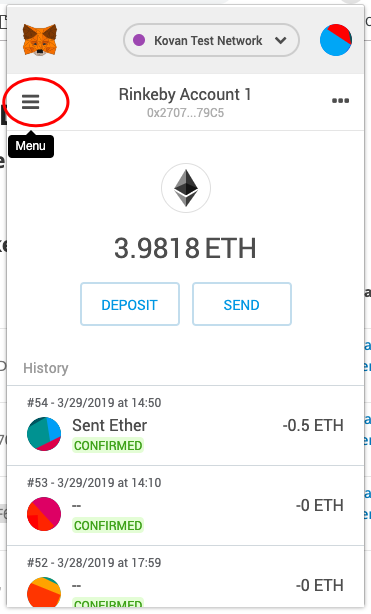 Kovan Test Network
Rinkeby Account 1
0x2707...79C5
Menu
3.9818 ETH
DEPOSIT
SEND
History
#54 - 3/29/2019 at 14:50
Sent Ether
-0.5 ETH
CONFIRMED
#53 - 3/29/2019 at 14:10
--
-0 ETH
CONFIRMED
#52 - 3/28/2019 at 17:59
--
-0 ETH
CONFIRMED